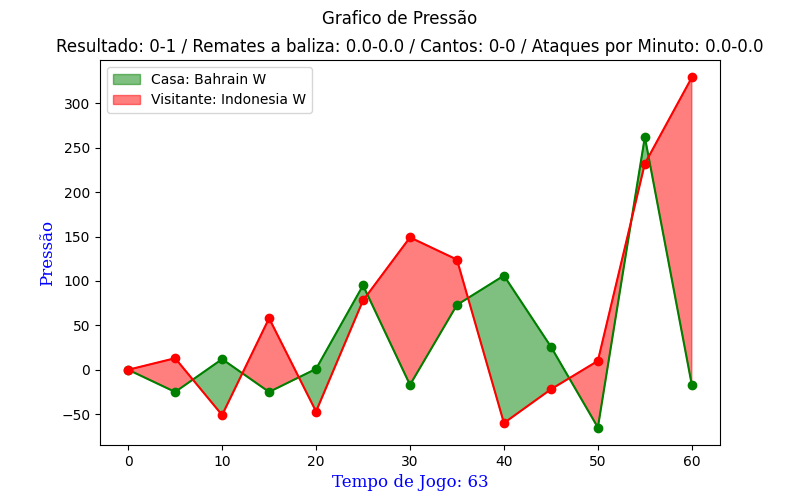 Grafico de Pressão
Resultado: 0-1 / Remates a baliza: 0.0-0.0 / Cantos: 0-0 / Ataques por Minuto: 0.0-0.0
Casa: Bahrain W
Visitante: Indonesia W
300
250
200
150
100
50
0
−50
Pressão
0 10 20 30 40 50 60
Tempo de Jogo: 63